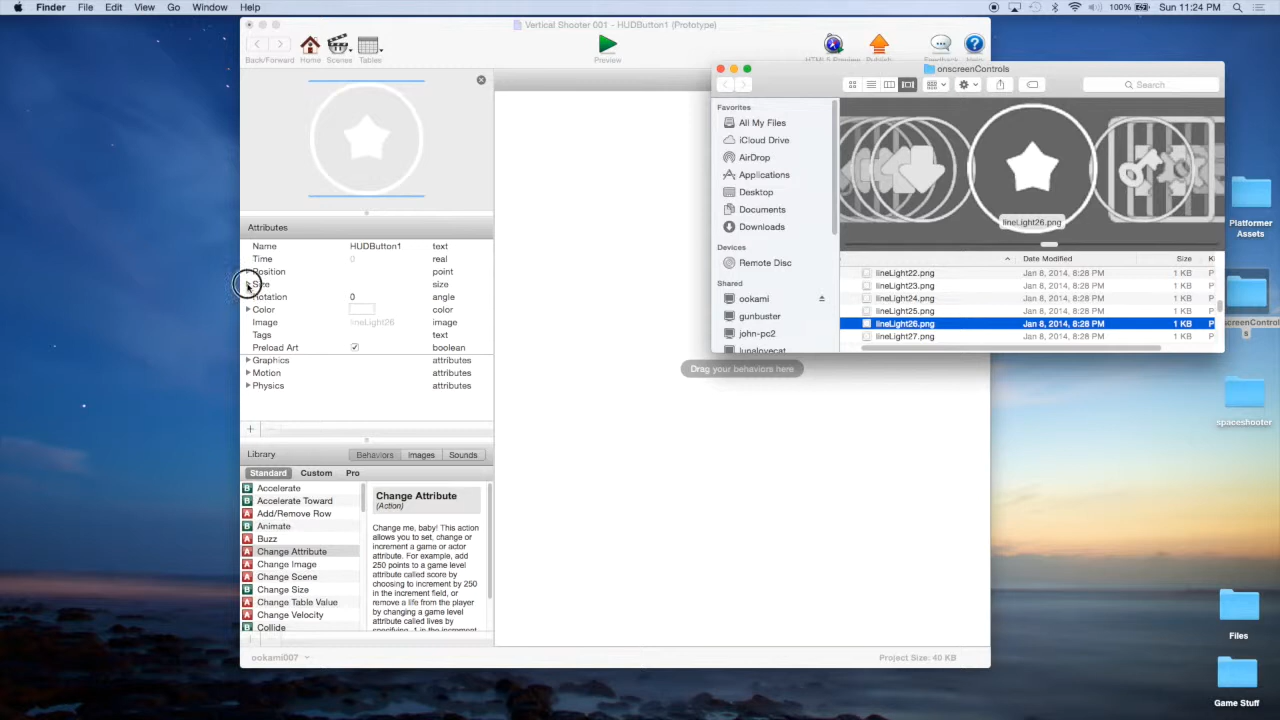 Finder File Edit View Go Window Help 100% Sun 11:24 PM
Vertical Shooter 001 - HUDButton1 (Prototype)
Back/Forward Home Scenes Tables Preview
onscreenControls
Search...
Favorites
All My Files
iCloud Drive
AirDrop
Applications
Desktop
Documents
Downloads
Devices
Remote Disc
Shared
ookami
gunbuster
john-pc2
lunalovecat
lineLight26.png
Date Modified Size
lineLight22.png Jan 8, 2014, 8:28 PM 1 KB P
lineLight23.png Jan 8, 2014, 8:28 PM 1 KB P
lineLight24.png Jan 8, 2014, 8:28 PM 1 KB P
lineLight25.png Jan 8, 2014, 8:28 PM 1 KB P
lineLight26.png Jan 8, 2014, 8:28 PM 1 KB P
lineLight27.png Jan 8, 2014, 8:28 PM 1 KB P
Attributes
Name HUDButton1 text
Time 0 real
Position point
Size size
Rotation 0 angle
Color color
Image lineLight26 image
Tags text
Preload Art boolean
Graphics attributes
Motion attributes
Physics attributes
Drag your behaviors here
Library Behaviors Images Sounds
Standard Custom Pro
Accelerate
Accelerate Toward
Add/Remove Row
Animate
Buzz
Change Attribute
Change Image
Change Scene
Change Size
Change Table Value
Change Velocity
Collide
Change Attribute
(Action)
Change me, baby! This action
allows you to set, change or
increment a game or actor
attribute. For example, add
250 points to a game level
attribute called score by
choosing to increment by 250
in the increment field, or
remove a life from the player
by changing a game level
attribute called lives by
specifying -1 is the increment
ookami007
Project Size: 40 KB
Platformer
Assets
spaceshooter
Files
Game Stuff